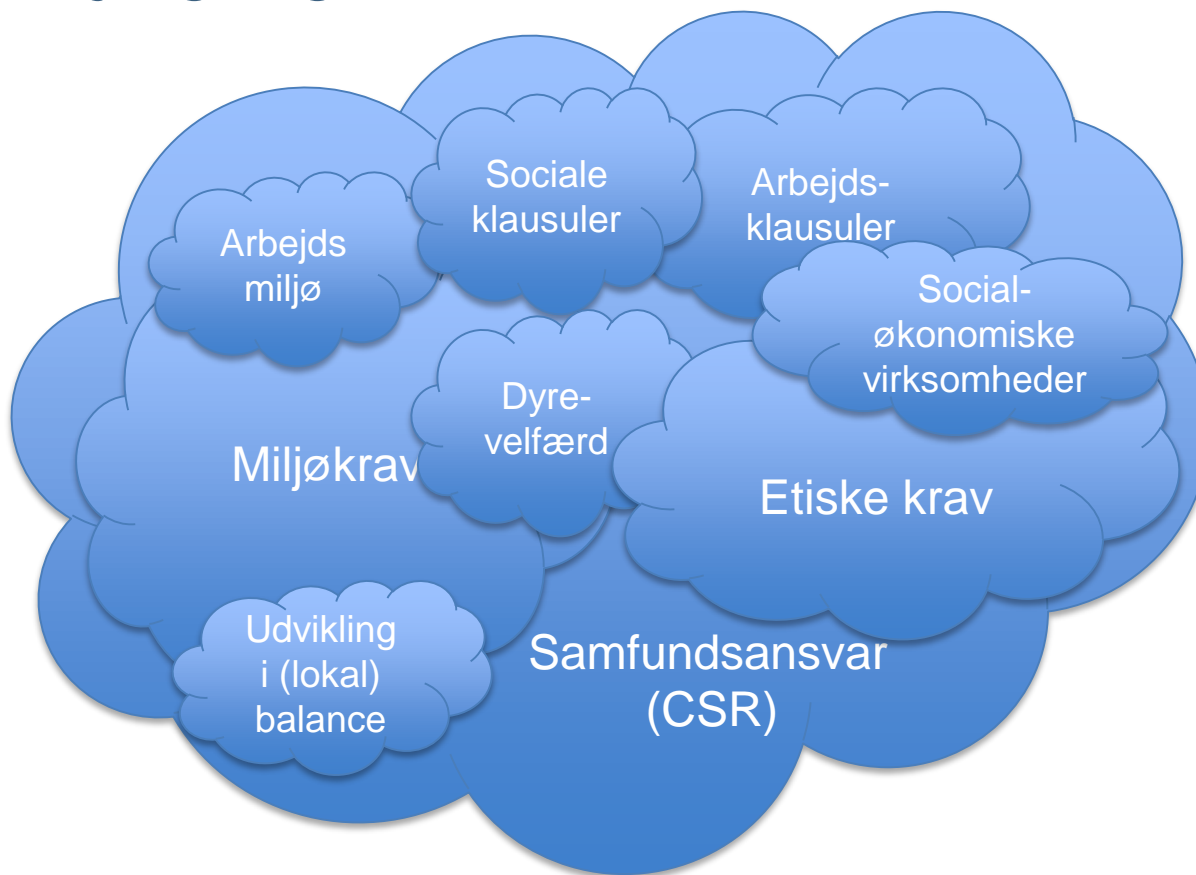 Sociale
klausuler
Arbejds-
klausuler
Arbejds
miljø
Social-
økonomiske
virksomheder
Dyre-
velfærd
Miljøkrav
Etiske krav
Udvikling
i (lokal)
balance
Samfundsansvar
(CSR)